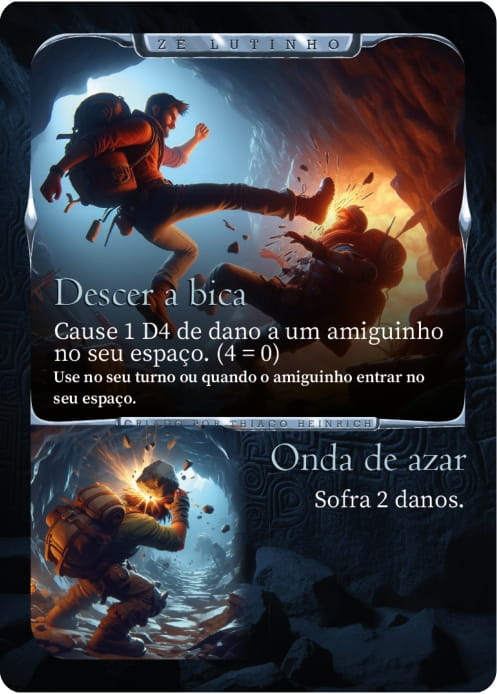 ZÉ LUTINHO
Descer a bica
Cause 1 D4 de dano a um amiguinho
no seu espaço. (4 = 0)
Use no seu turno ou quando o amiguinho entrar no
seu espaço.
CRIADO POR THIAGO HEINRICH
Onda de azar
Sofra 2 danos.